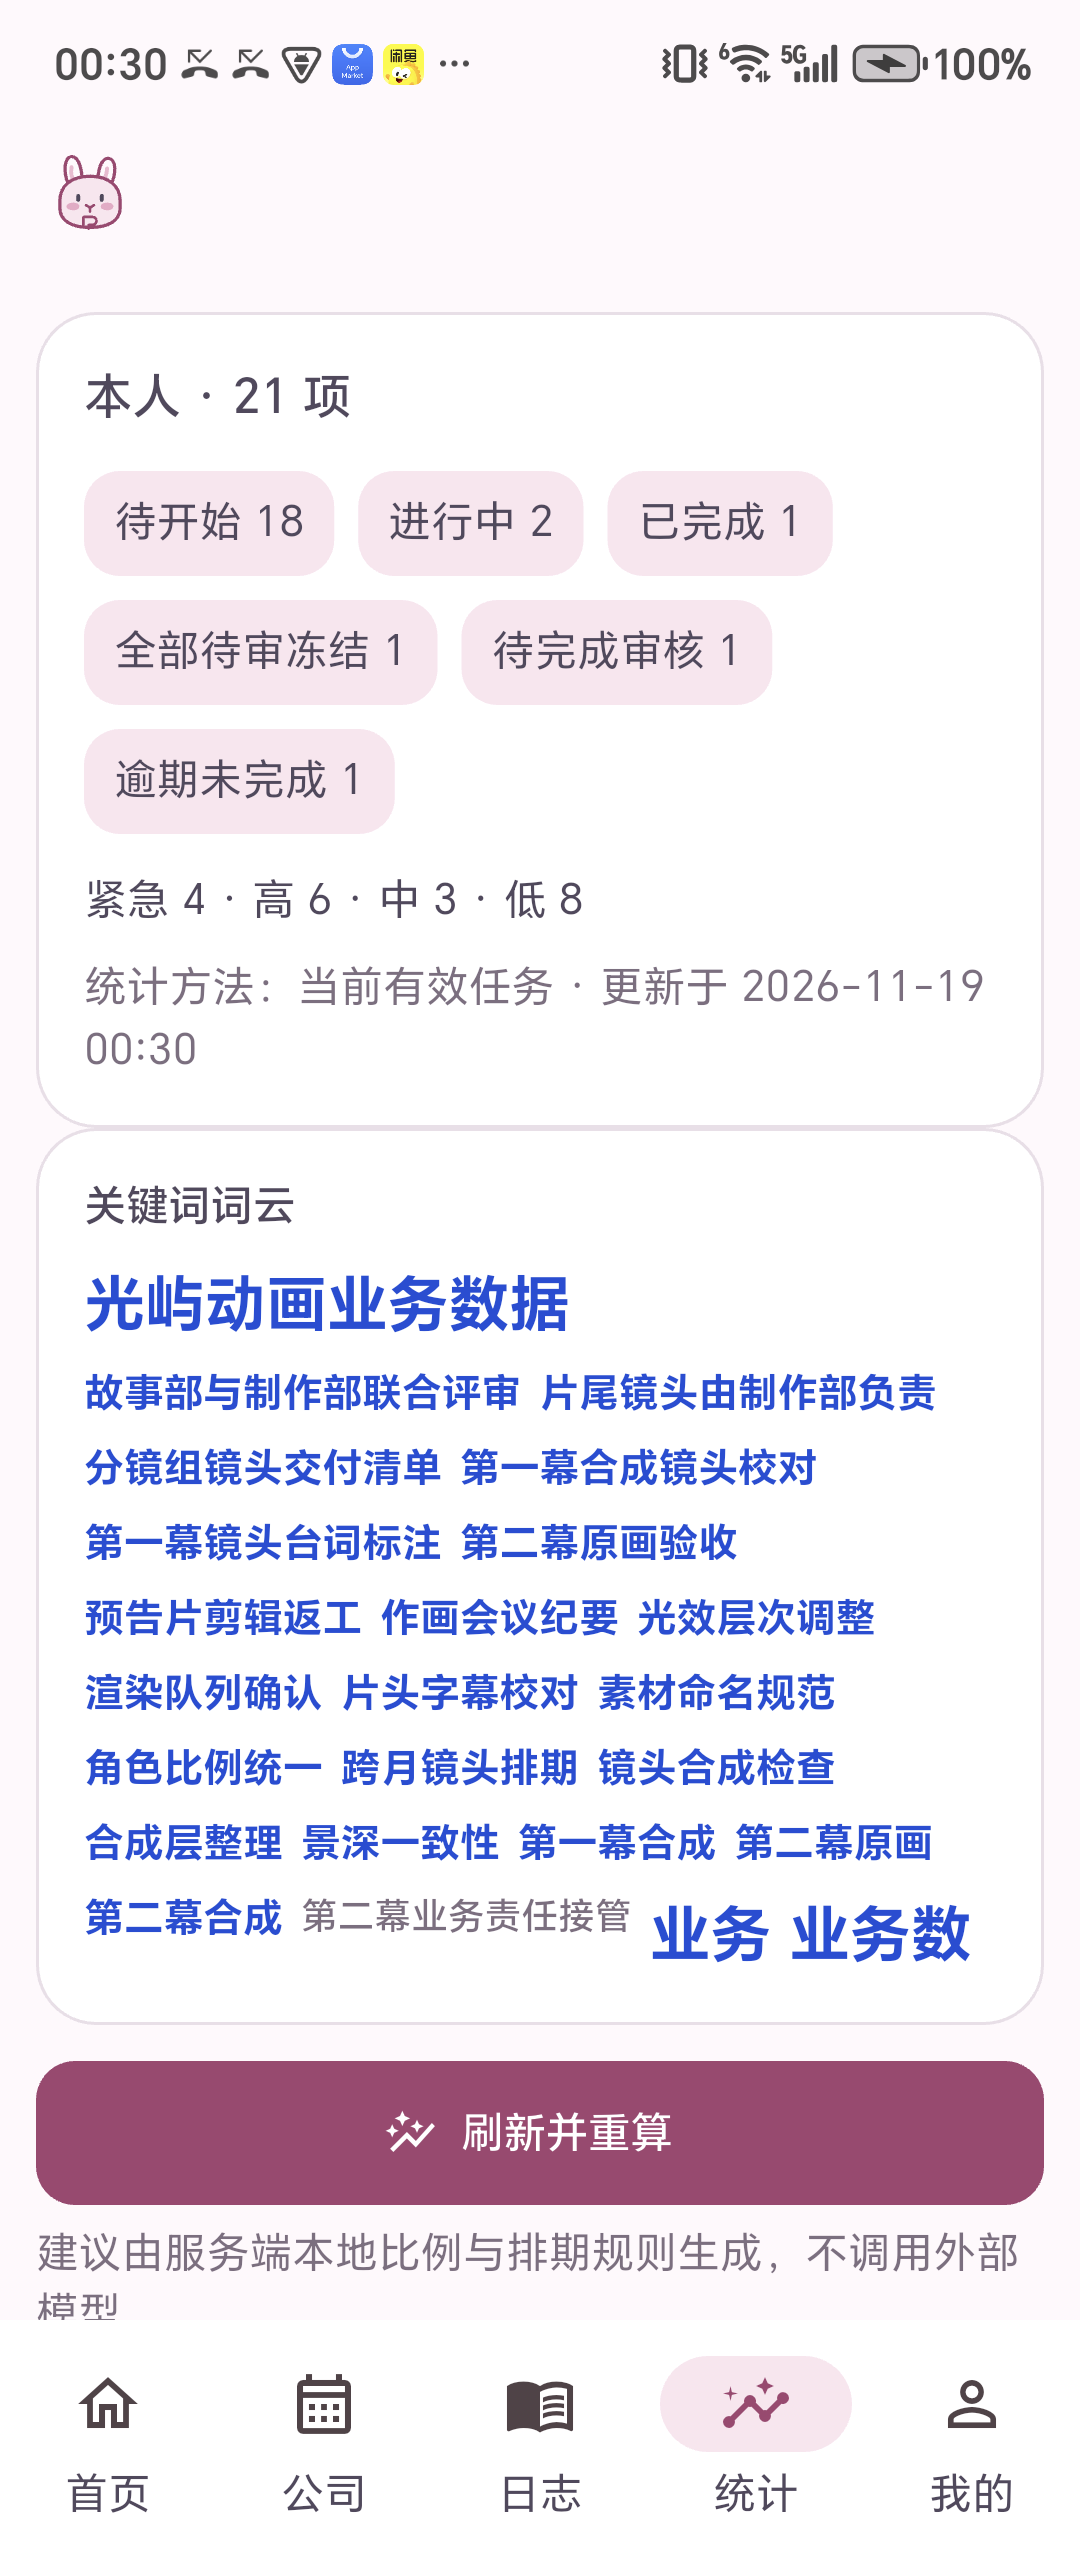 00:30
App Market
闲鱼
6
5G
100%
本人 · 21 项
待开始 18
进行中 2
已完成 1
全部待审冻结 1
待完成审核 1
逾期未完成 1
紧急 4 · 高 6 · 中 3 · 低 8
统计方法：当前有效任务 · 更新于 2026-11-19
00:30
关键词词云
光屿动画业务数据
故事部与制作部联合评审 片尾镜头由制作部负责
分镜组镜头交付清单 第一幕合成镜头校对
第一幕镜头台词标注 第二幕原画验收
预告片剪辑返工 作画会议纪要 光效层次调整
渲染队列确认 片头字幕校对 素材命名规范
角色比例统一 跨月镜头排期 镜头合成检查
合成层整理 景深一致性 第一幕合成 第二幕原画
第二幕合成 第二幕业务责任接管 业务 业务数
刷新并重算
建议由服务端本地比例与排期规则生成，不调用外部
模型
首页
公司
日志
统计
我的